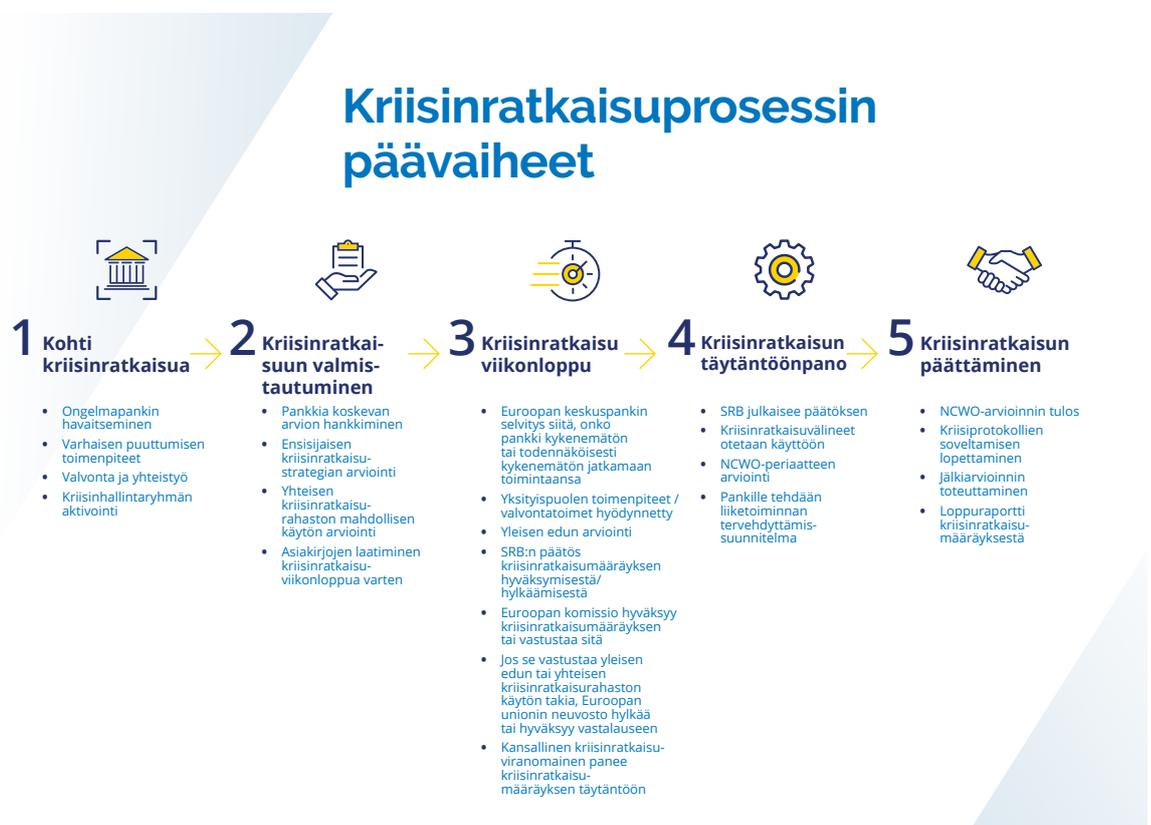 Kriisinratkaisuprosessin
päävaiheet
1 Kohti
kriisinratkaisua
• Ongelmapankin
havaitseminen
• Varhaisen puuttumisen
toimenpiteet
• Valvonta ja yhteistyö
• Kriisinhallintaryhmän
aktivointi
2 Kriisinratkai-
suun valmis-
tautuminen
• Pankkia koskevan
arvion hankkiminen
• Ensisijaisen
kriisinratkaisu-
strategian arviointi
• Yhteisen
kriisinratkaisu-
rahaston mahdollisen
käytön arviointi
• Asiakirjojen laatiminen
kriisinratkaisu-
viikonloppua varten
3 Kriisinratkaisu
viikonloppu
• Euroopan keskuspankin
selvitys siitä, onko
pankki kykenemätön
tai todennäköisesti
kykenemätön jatkamaan
toimintaansa
• Yksityispuolen toimenpiteet /
valvontatoimet hyödynnetty
• Yleisen edun arviointi
• SRB:n päätös
kriisinratkaisumääräyksen
hyväksymisestä/
hylkäämisestä
• Euroopan komissio hyväksyy
kriisinratkaisumääräyksen
tai vastustaa sitä
• Jos se vastustaa yleisen
edun tai yhteisen
kriisinratkaisurahaston
käytön takia, Euroopan
unionin neuvosto hylkää
tai hyväksyy vastalauseen
• Kansallinen kriisinratkaisu-
viranomainen panee
kriisinratkaisu-
määräyksen täytäntöön
4 Kriisinratkaisun
täytäntöönpano
• SRB julkaisee päätöksen
• Kriisinratkaisuvälineet
otetaan käyttöön
• NCWO-periaatteen
arviointi
• Pankille tehdään
liiketoiminnan
tervehdyttämis-
suunnitelma
5 Kriisinratkaisun
päättäminen
• NCWO-arvioinnin tulos
• Kriisiprotokollien
soveltamisen
lopettaminen
• Jälkiarvioinnin
toteuttaminen
• Loppuraportti
kriisinratkaisu-
määräyksestä